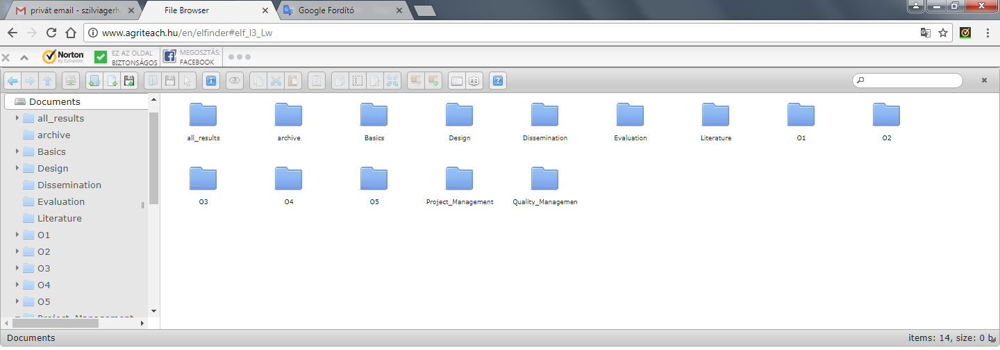 privát email - szilviagerha
File Browser
Google Fordító
www.agriteach.hu/en/elfinder#elf_l3_Lw
Norton
by Symantec
EZ AZ OLDAL
BIZTONSÁGOS
MEGOSZTÁS:
FACEBOOK
Documents
all_results
archive
Basics
Design
Dissemination
Evaluation
Literature
O1
O2
O3
O4
O5
Project_Management
all_results
archive
Basics
Design
Dissemination
Evaluation
Literature
O1
O2
O3
O4
O5
Project_Management
Quality_Managemen
Documents
items: 14, size: 0 b